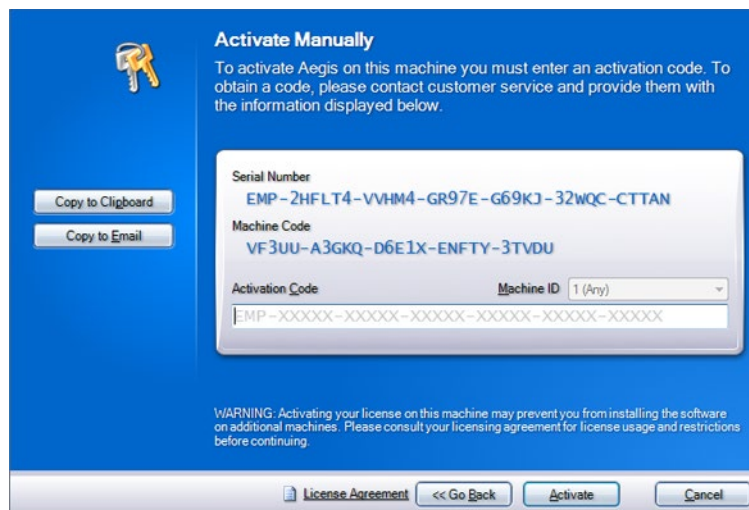 Activate Manually
To activate Aegis on this machine you must enter an activation code. To
obtain a code, please contact customer service and provide them with
the information displayed below.
Serial Number
EMP-2HFLT4-VVHM4-GR97E-G69KJ-32WQC-CTTAN
Copy to Clipboard
Machine Code
Copy to Email
VF3UU-A3GKQ-D6E1X-ENFTY-3TVDU
Activation Code
Machine ID
1 (Any)
EMP-XXXXX-XXXXX-XXXXX-XXXXX-XXXXX-XXXXX
WARNING: Activating your license on this machine may prevent you from installing the software
on additional machines. Please consult your licensing agreement for license usage and restrictions
before continuing.
License Agreement
<< Go Back
Activate
Cancel